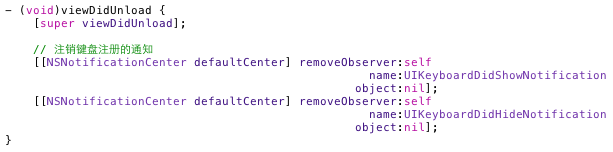 - (void)viewDidUnload {
    [super viewDidUnload];

    // 注销键盘注册的通知
    [[NSNotificationCenter defaultCenter] removeObserver:self
                                                    name:UIKeyboardDidShowNotification
                                                  object:nil];
    [[NSNotificationCenter defaultCenter] removeObserver:self
                                                    name:UIKeyboardDidHideNotification
                                                  object:nil];
}